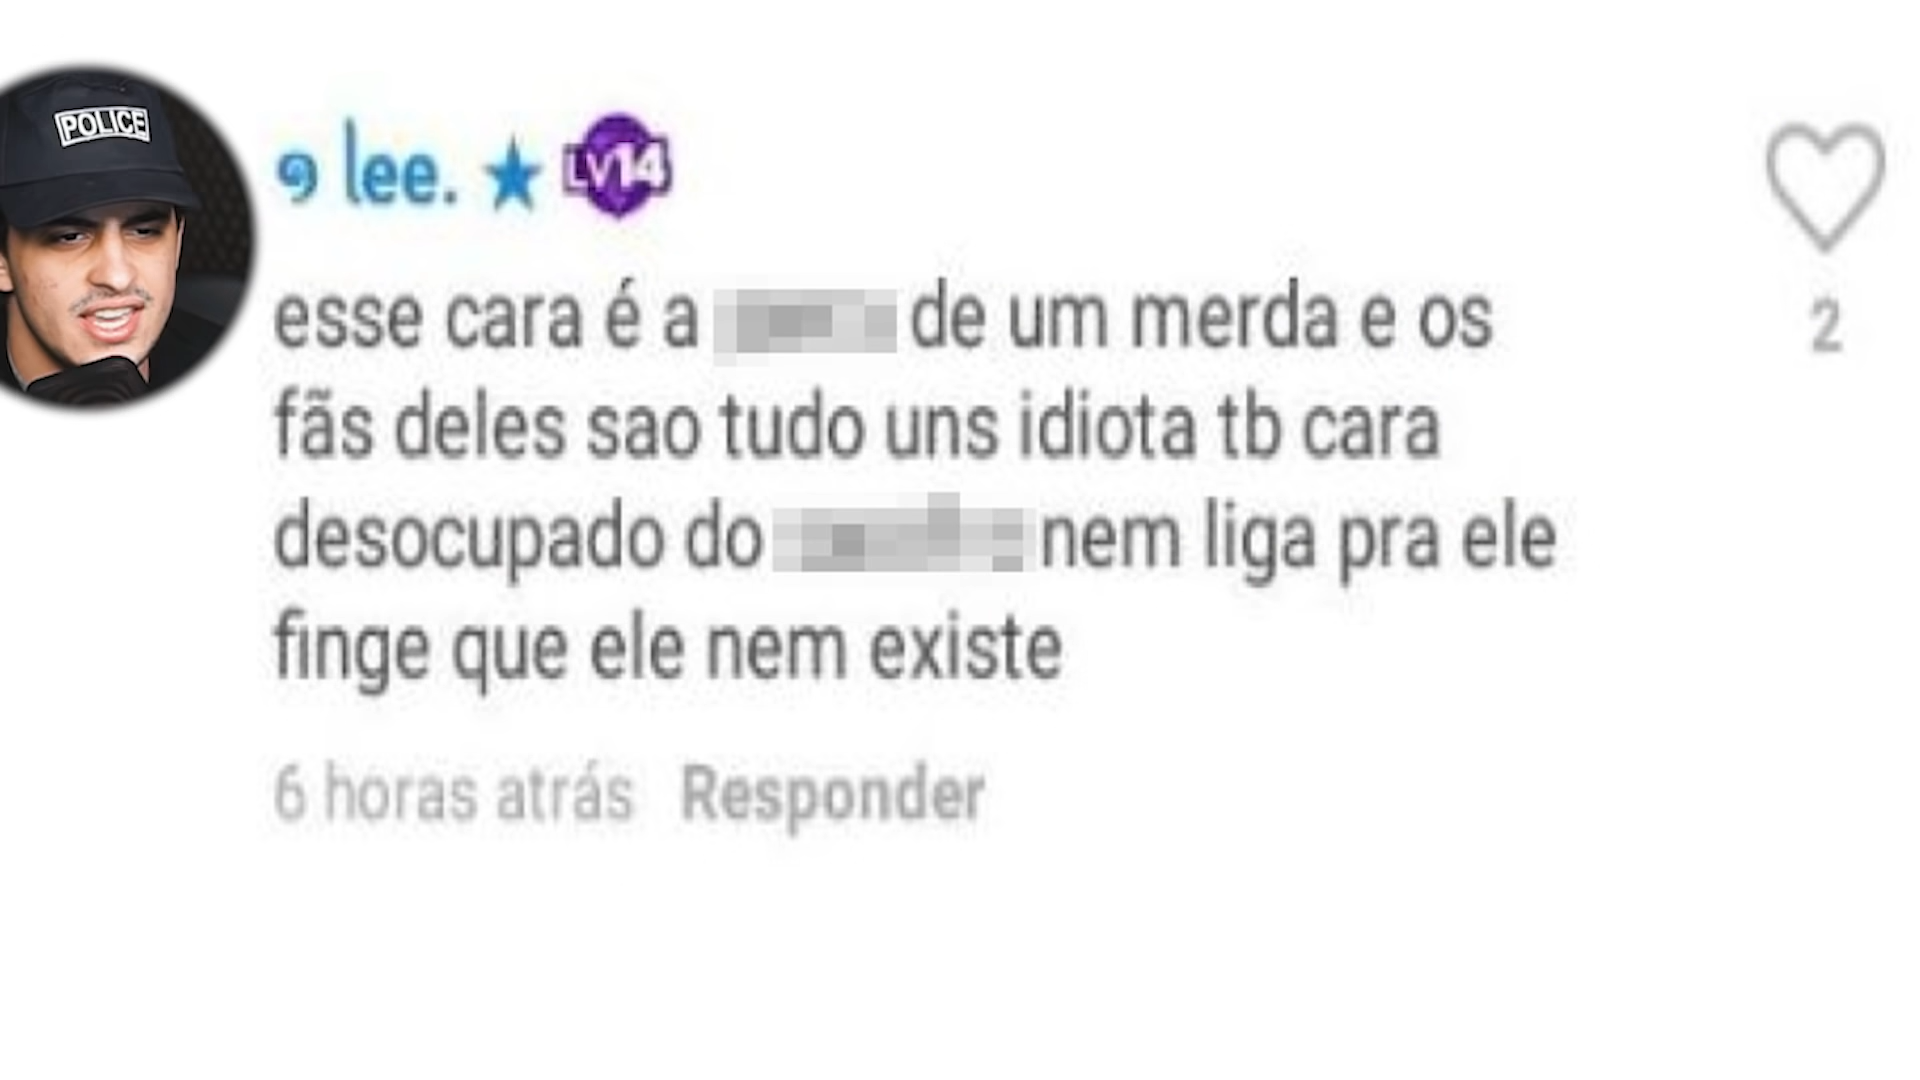 POLICE
lee. ★ LV14
esse cara é a de um merda e os
2
fãs deles sao tudo uns idiota tb cara
desocupado do nem liga pra ele
finge que ele nem existe
6 horas atrás Responder